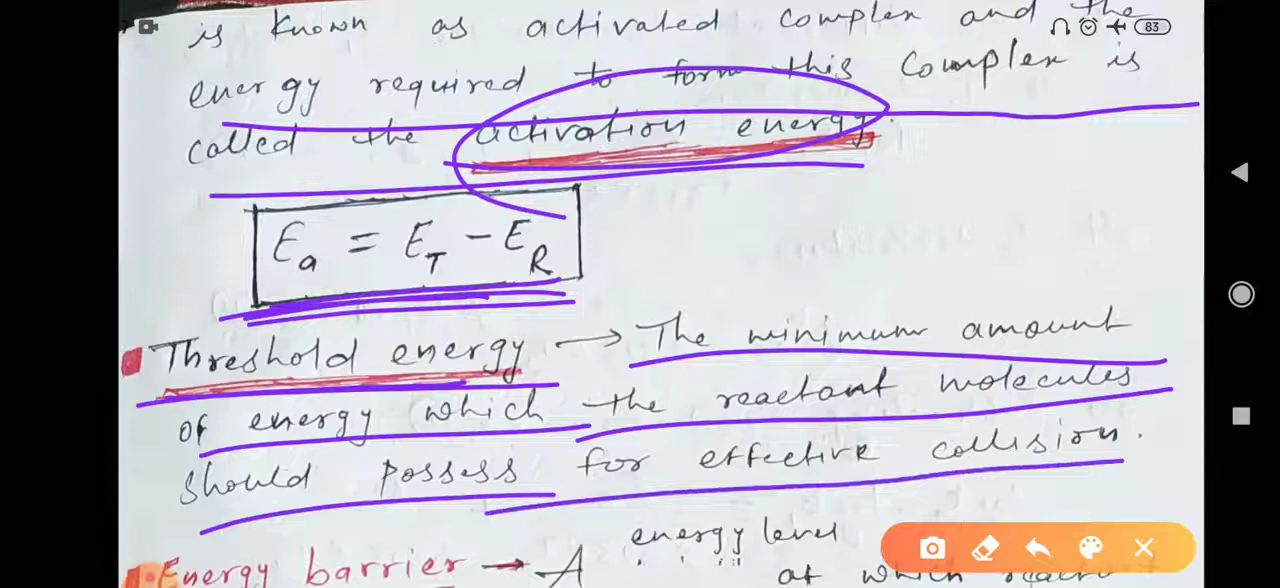 is known as activated complex and the
83
energy required to form this complex is
called the activation energy.
Ea = ET - ER
Threshold energy → The minimum amount
of energy which the reactant molecules
should possess for effective collision.
energy level
Energy barrier → A
at which